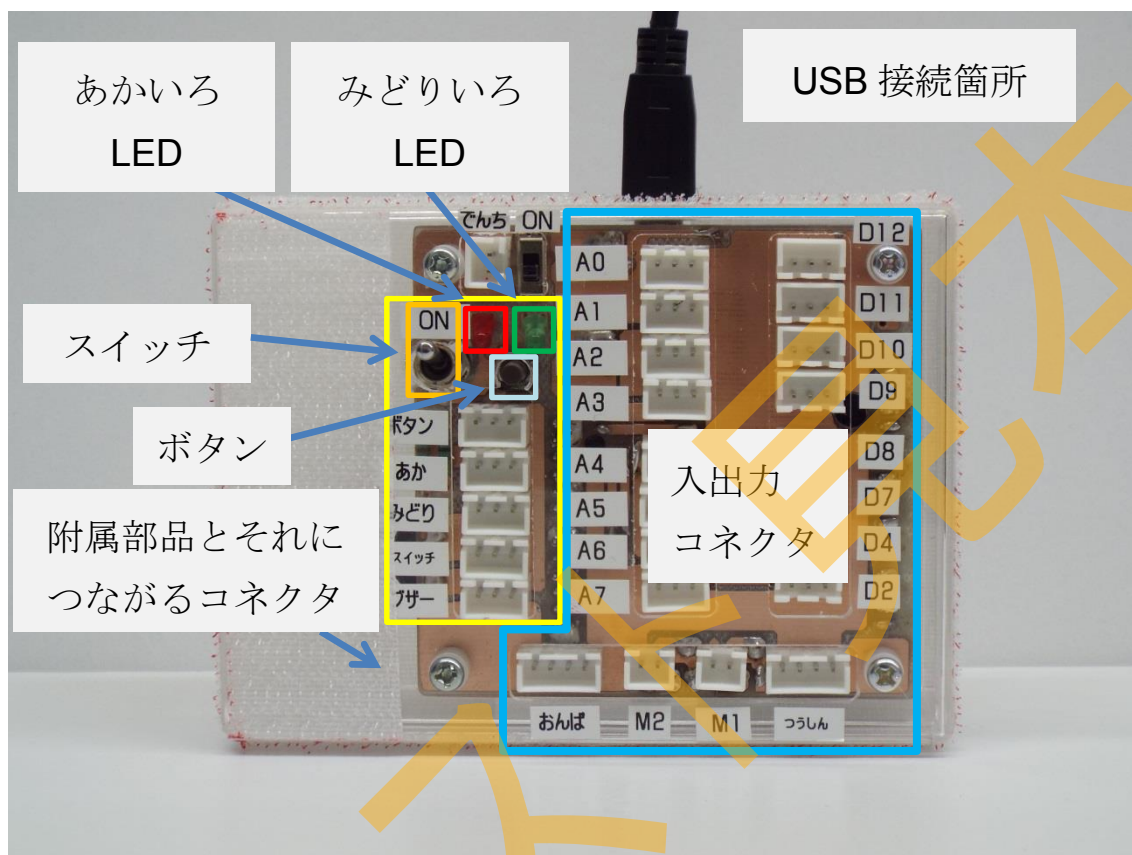 あかいろ
LED
みどりいろ
LED
USB 接続箇所
スイッチ
ボタン
附属部品とそれに
つながるコネクタ
入出力
コネクタ
でんち ON
ON
ボタン
あか
みどり
スイッチ
ブザー
A0
A1
A2
A3
A4
A5
A6
A7
D12
D11
D10
D9
D8
D7
D4
D2
おんぱ
M2
M1
つうしん